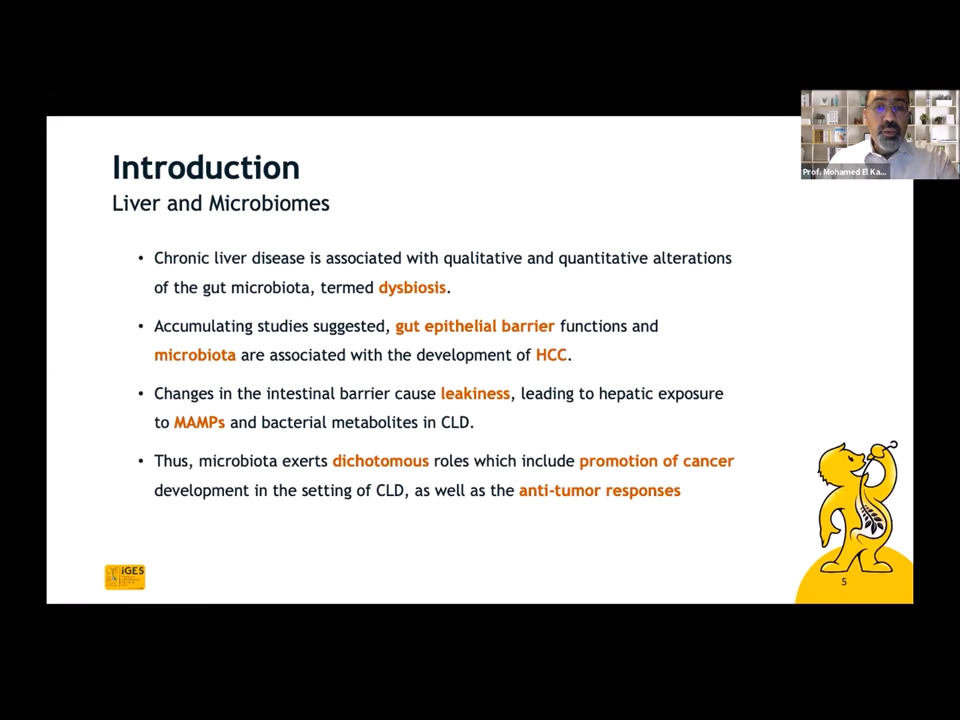 Introduction
Liver and Microbiomes
• Chronic liver disease is associated with qualitative and quantitative alterations
of the gut microbiota, termed dysbiosis.
• Accumulating studies suggested, gut epithelial barrier functions and
microbiota are associated with the development of HCC.
• Changes in the intestinal barrier cause leakiness, leading to hepatic exposure
to MAMPs and bacterial metabolites in CLD.
• Thus, microbiota exerts dichotomous roles which include promotion of cancer
development in the setting of CLD, as well as the anti-tumor responses
Prof. Mohamed El Ka...
iGES
5